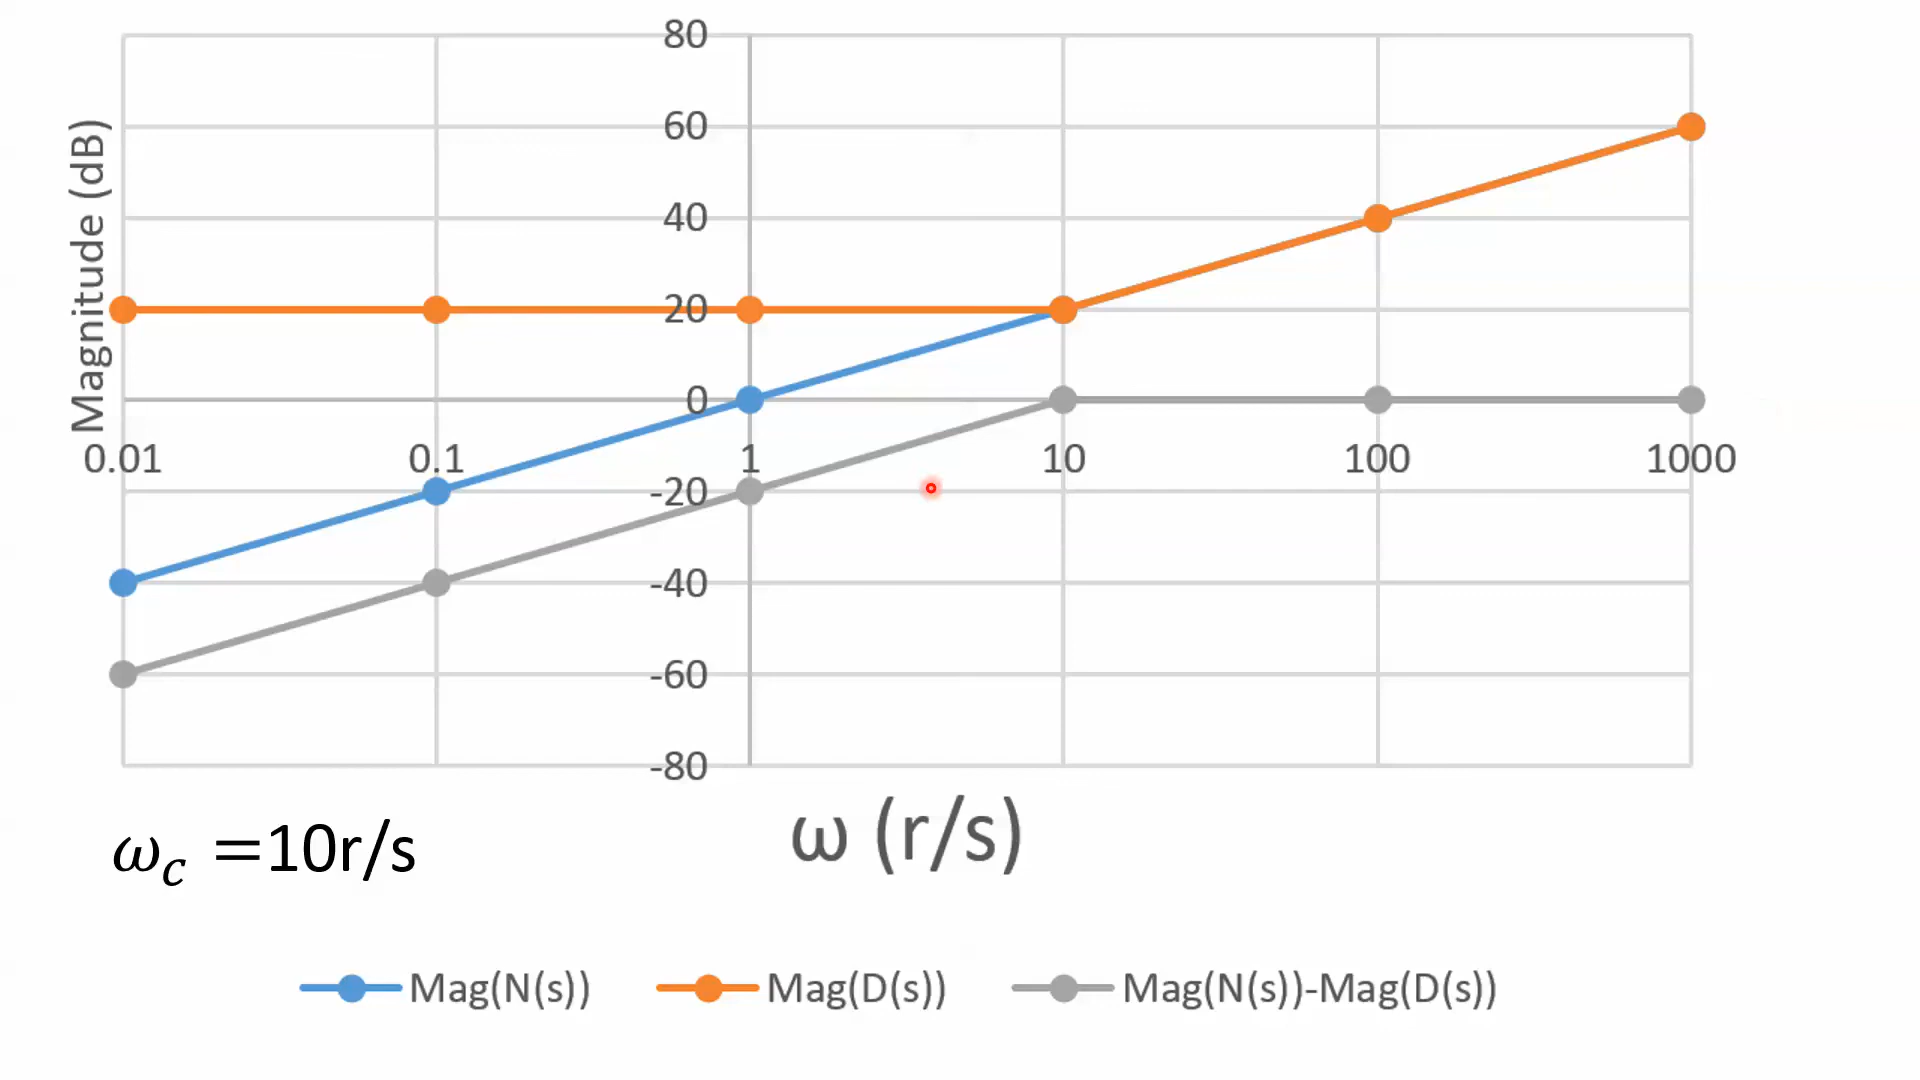 80
60
40
20
0
-20
-40
-60
-80
Magnitude (dB)
0.01 0.1 1 10 100 1000
ω (r/s)
ω𝑐 =10r/s
Mag(N(s)) Mag(D(s)) Mag(N(s))-Mag(D(s))